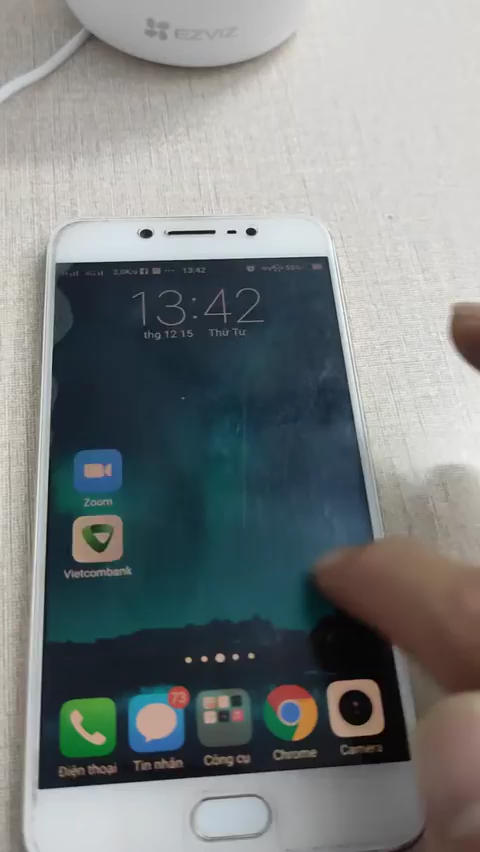 EZVIZ
13:42
13:42
thg 12 15 Thứ Tư
Zoom
Vietcombank
73
Điện thoại Tin nhắn Công cụ Chrome Camera